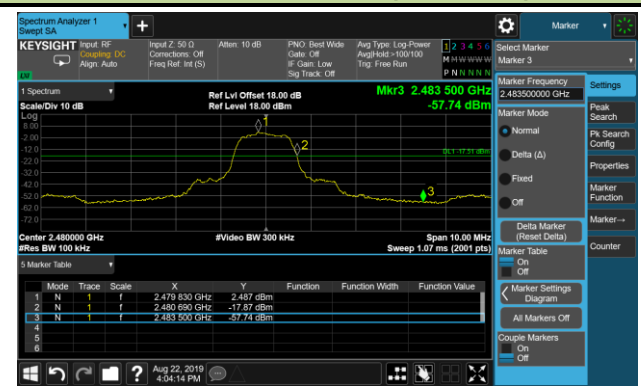 Spectrum Analyzer 1
Swept SA
Marker
KEYSIGHT
Input: RF
Coupling: DC
Align: Auto
Input Z: 50 Ω
Corrections: Off
Freq Ref: Int (S)
Atten: 10 dB
PNO: Best Wide
Gate: Off
IF Gain: Low
Sig Track: Off
Avg Type: Log-Power
Avg|Hold:>100/100
Trig: Free Run
1 2 3 4 5 6
M W W W W W
P N N N N N
Select Marker
Marker 3
1 Spectrum
Scale/Div 10 dB
Ref Lvl Offset 18.00 dB
Ref Level 18.00 dBm
Mkr3 2.483 500 GHz
-57.74 dBm
Log
8.00
-2.00
-12.0
-22.0
-32.0
-42.0
-52.0
-62.0
-72.0
1
2
3
DL1 -17.51 dBm
Center 2.480000 GHz
#Res BW 100 kHz
#Video BW 300 kHz
Span 10.00 MHz
Sweep 1.07 ms (2001 pts)
5 Marker Table
Mode Trace Scale X Y Function Function Width Function Value
1 N 1 f 2.479 830 GHz 2.487 dBm
2 N 1 f 2.480 690 GHz -17.87 dBm
3 N 1 f 2.483 500 GHz -57.74 dBm
4
5
6
Marker Frequency
2.483500000 GHz
Marker Mode
Normal
Delta (Δ)
Fixed
Off
Delta Marker
(Reset Delta)
Marker Table
On
Off
Marker Settings
Diagram
All Markers Off
Couple Markers
On
Off
Settings
Peak
Search
Pk Search
Config
Properties
Marker
Function
Marker→
Counter
?
Aug 22, 2019
4:04:14 PM